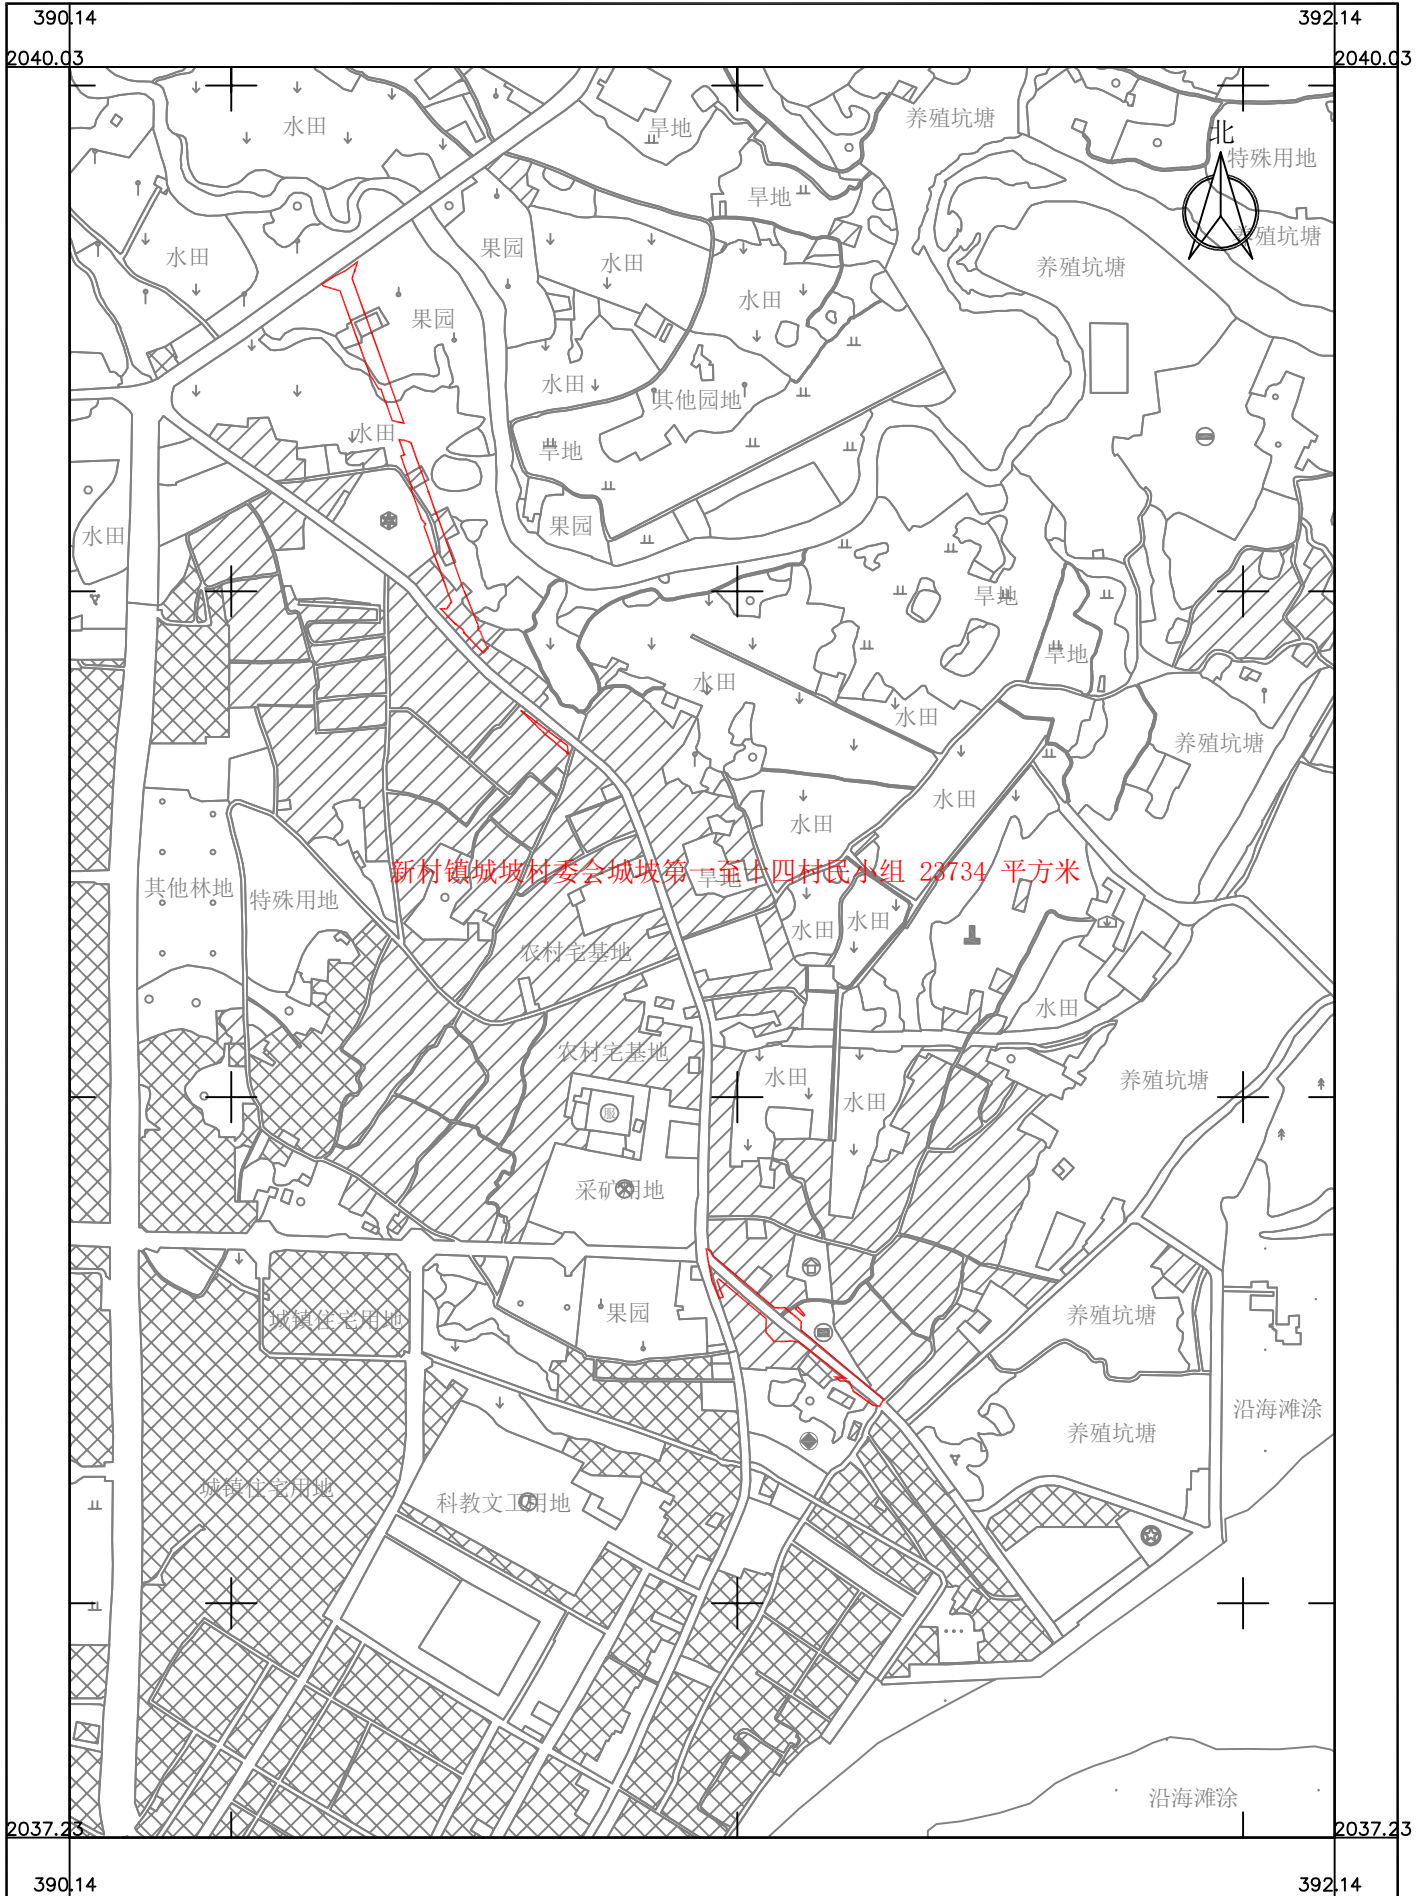 390.14 392.14
2040.03 2040.03
水田 旱地 养殖坑塘
北
特殊用地
旱地
养殖坑塘
果园
水田 水田 养殖坑塘
水田
果园
水田
其他园地
水田
旱地
果园
水田
旱地
旱地
水田
水田
养殖坑塘
水田
水田
新村镇城坡村委会城坡第一至十四村民小组 23734 平方米
旱地
其他林地
特殊用地
水田 水田
农村宅基地
水田
农村宅基地
水田 养殖坑塘
水田
服
采矿用地
果园 养殖坑塘
城镇住宅用地
沿海滩涂
养殖坑塘
城镇住宅用地
科教文卫用地
沿海滩涂
2037.23 2037.23
390.14 392.14